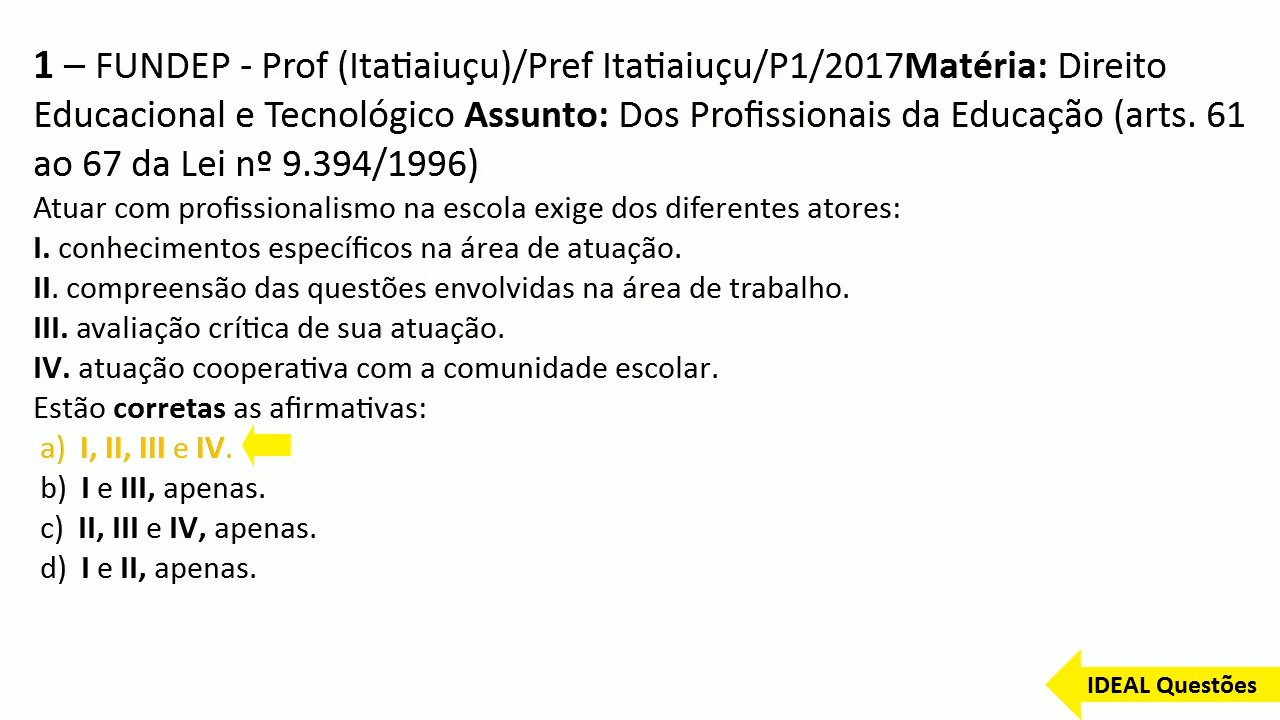 1 – FUNDEP - Prof (Itatiaiuçu)/Pref Itatiaiuçu/P1/2017Matéria: Direito
Educacional e Tecnológico Assunto: Dos Profissionais da Educação (arts. 61
ao 67 da Lei nº 9.394/1996)
Atuar com profissionalismo na escola exige dos diferentes atores:
I. conhecimentos específicos na área de atuação.
II. compreensão das questões envolvidas na área de trabalho.
III. avaliação crítica de sua atuação.
IV. atuação cooperativa com a comunidade escolar.
Estão corretas as afirmativas:
a) I, II, III e IV.
b) I e III, apenas.
c) II, III e IV, apenas.
d) I e II, apenas.
IDEAL Questões